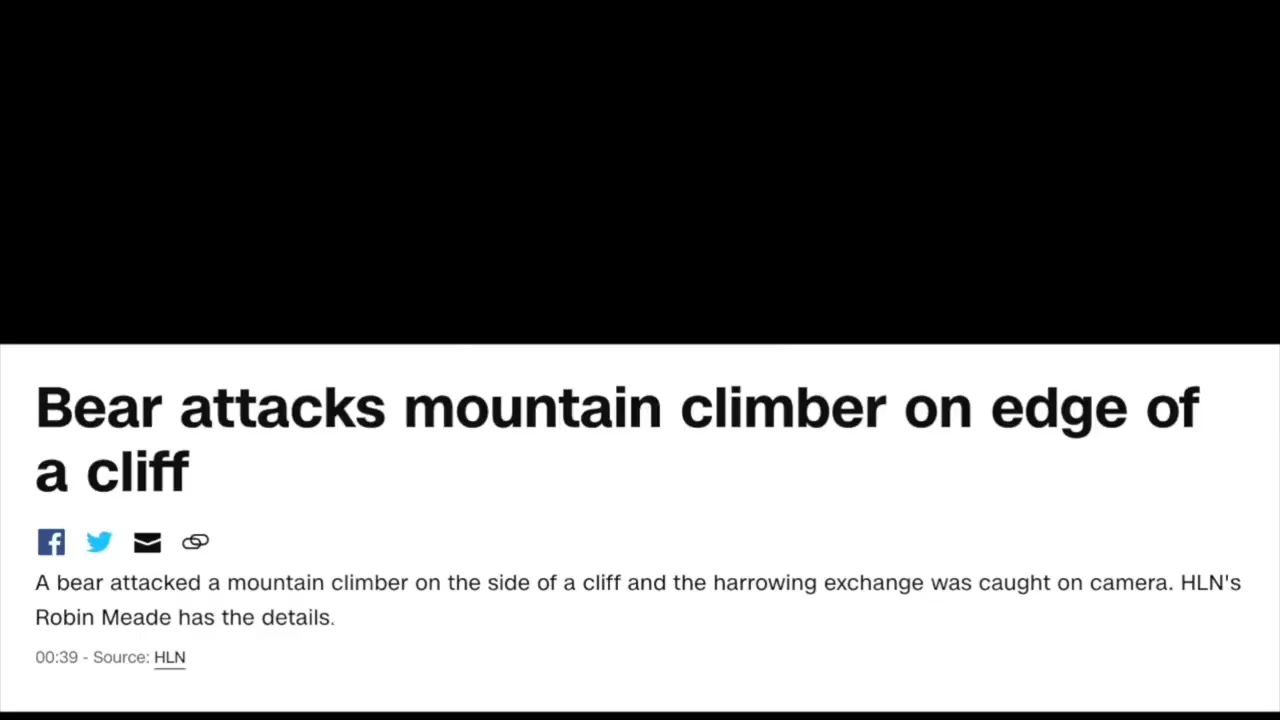 Bear attacks mountain climber on edge of
a cliff
A bear attacked a mountain climber on the side of a cliff and the harrowing exchange was caught on camera. HLN's
Robin Meade has the details.
00:39 - Source: HLN